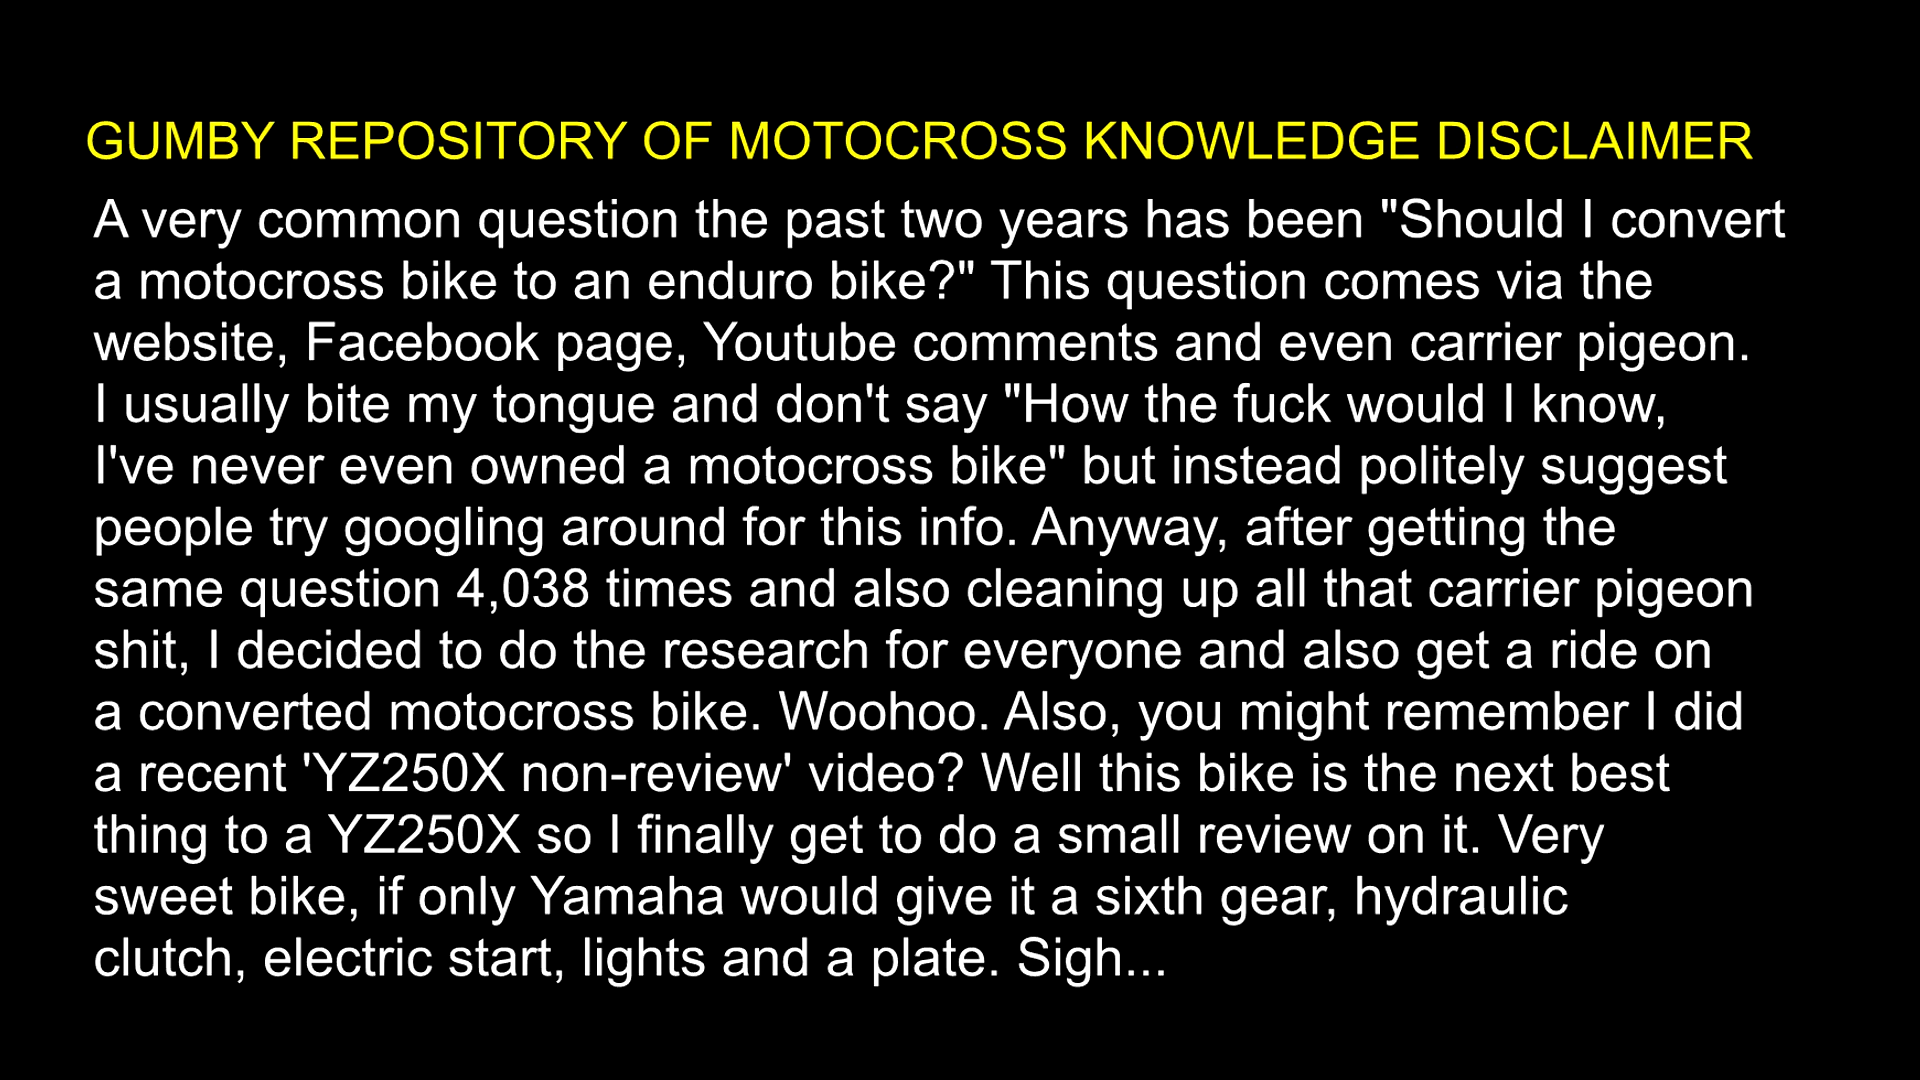 GUMBY REPOSITORY OF MOTOCROSS KNOWLEDGE DISCLAIMER
A very common question the past two years has been "Should I convert
a motocross bike to an enduro bike?" This question comes via the
website, Facebook page, Youtube comments and even carrier pigeon.
I usually bite my tongue and don't say "How the fuck would I know,
I've never even owned a motocross bike" but instead politely suggest
people try googling around for this info. Anyway, after getting the
same question 4,038 times and also cleaning up all that carrier pigeon
shit, I decided to do the research for everyone and also get a ride on
a converted motocross bike. Woohoo. Also, you might remember I did
a recent 'YZ250X non-review' video? Well this bike is the next best
thing to a YZ250X so I finally get to do a small review on it. Very
sweet bike, if only Yamaha would give it a sixth gear, hydraulic
clutch, electric start, lights and a plate. Sigh...